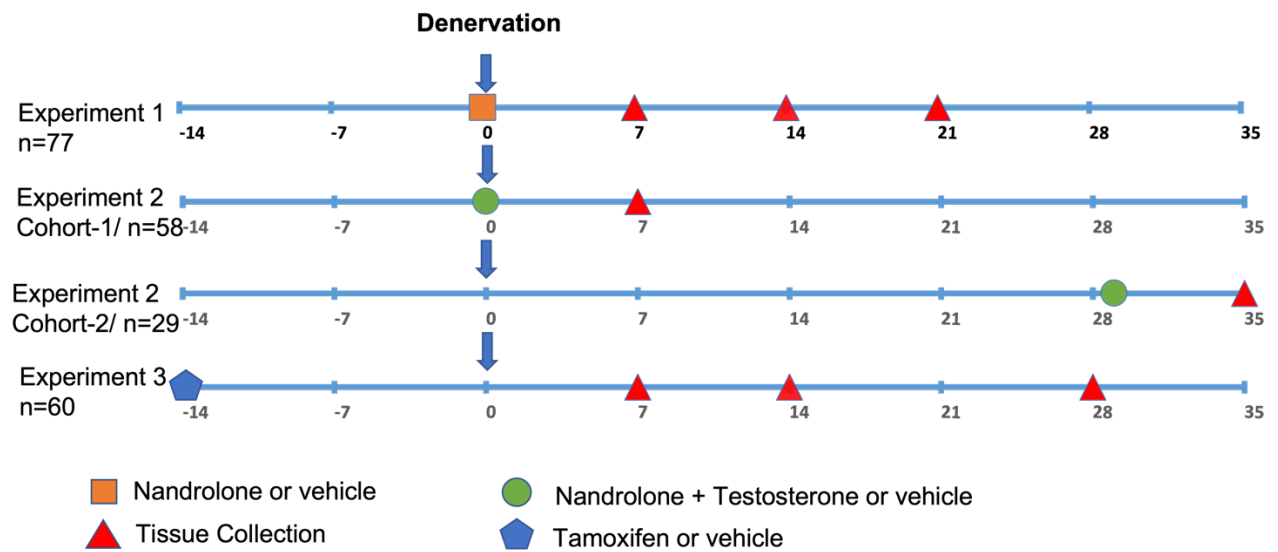 Denervation
Experiment 1
n=77
-14 -7 0 7 14 21 28 35
Experiment 2
Cohort-1/ n=58
-14 -7 0 7 14 21 28 35
Experiment 2
Cohort-2/ n=29
-14 -7 0 7 14 21 28 35
Experiment 3
n=60
-14 -7 0 7 14 21 28 35
Nandrolone or vehicle
Nandrolone + Testosterone or vehicle
Tissue Collection
Tamoxifen or vehicle